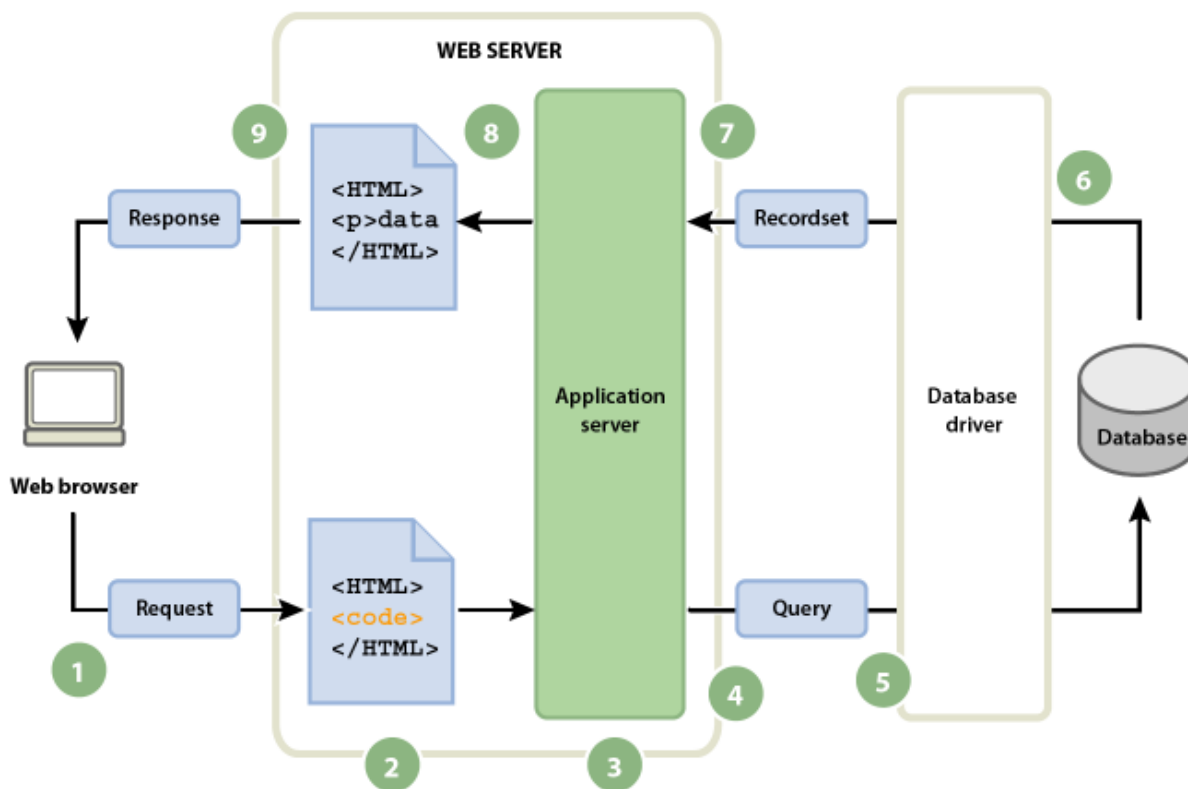 WEB SERVER
9
8
7
6
<HTML>
<p>data
</HTML>
Response
Recordset
Application
server
Database
driver
Database
Web browser
<HTML>
<code>
</HTML>
Request
Query
1
2
3
4
5